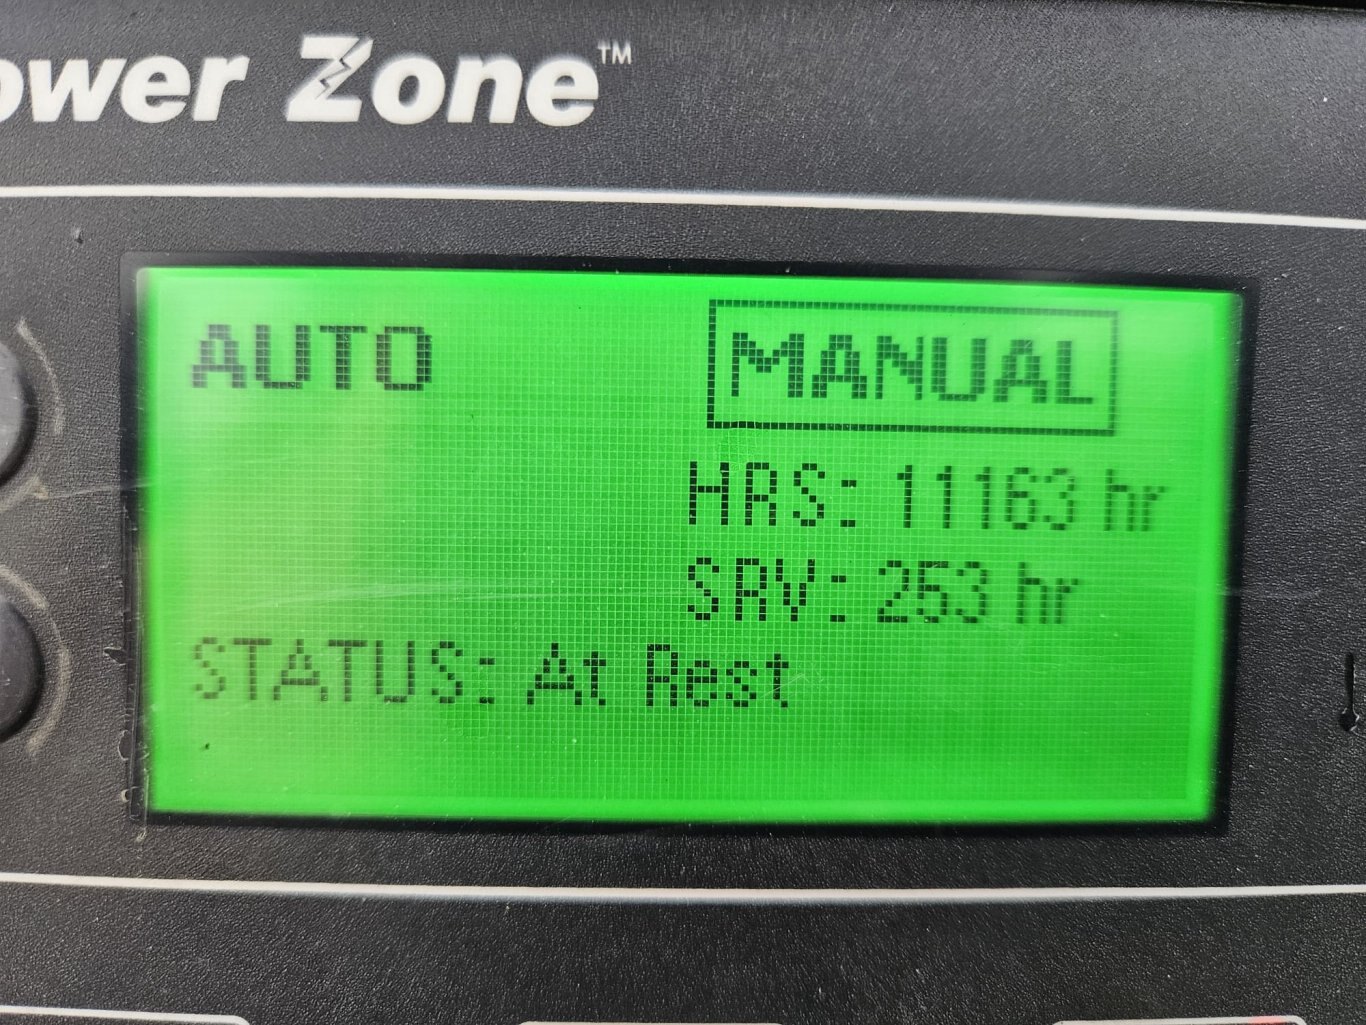 ower Zone™
AUTO MANUAL
HRS: 11163 hr
SRV: 253 hr
STATUS: At Rest